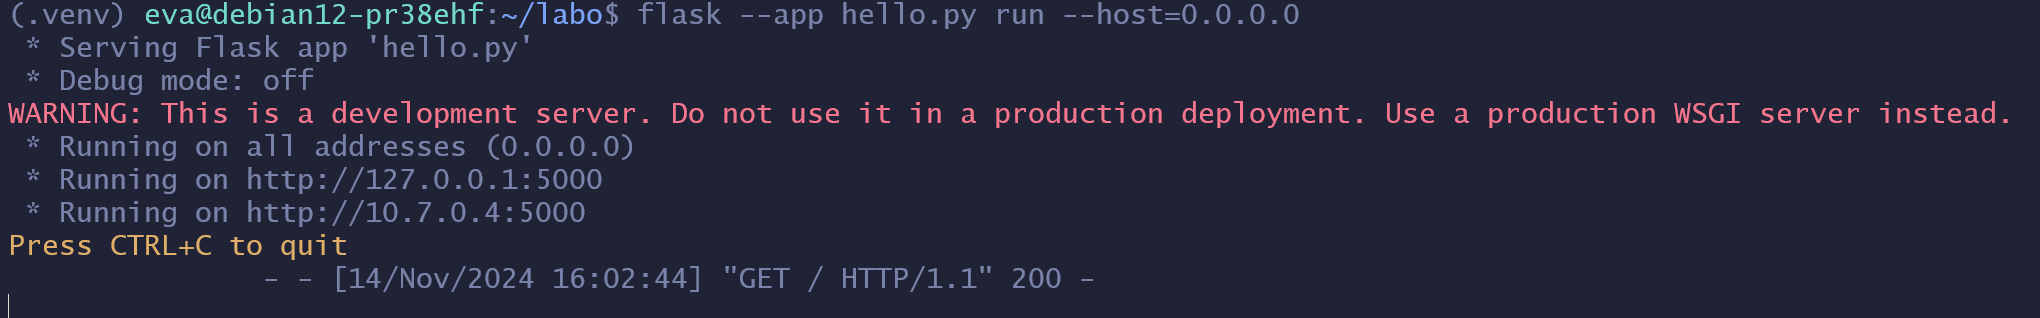 (.venv) eva@debian12-pr38ehf:~/labo$ flask --app hello.py run --host=0.0.0.0
 * Serving Flask app 'hello.py'
 * Debug mode: off
WARNING: This is a development server. Do not use it in a production deployment. Use a production WSGI server instead.
 * Running on all addresses (0.0.0.0)
 * Running on http://127.0.0.1:5000
 * Running on http://10.7.0.4:5000
Press CTRL+C to quit
- - [14/Nov/2024 16:02:44] "GET / HTTP/1.1" 200 -